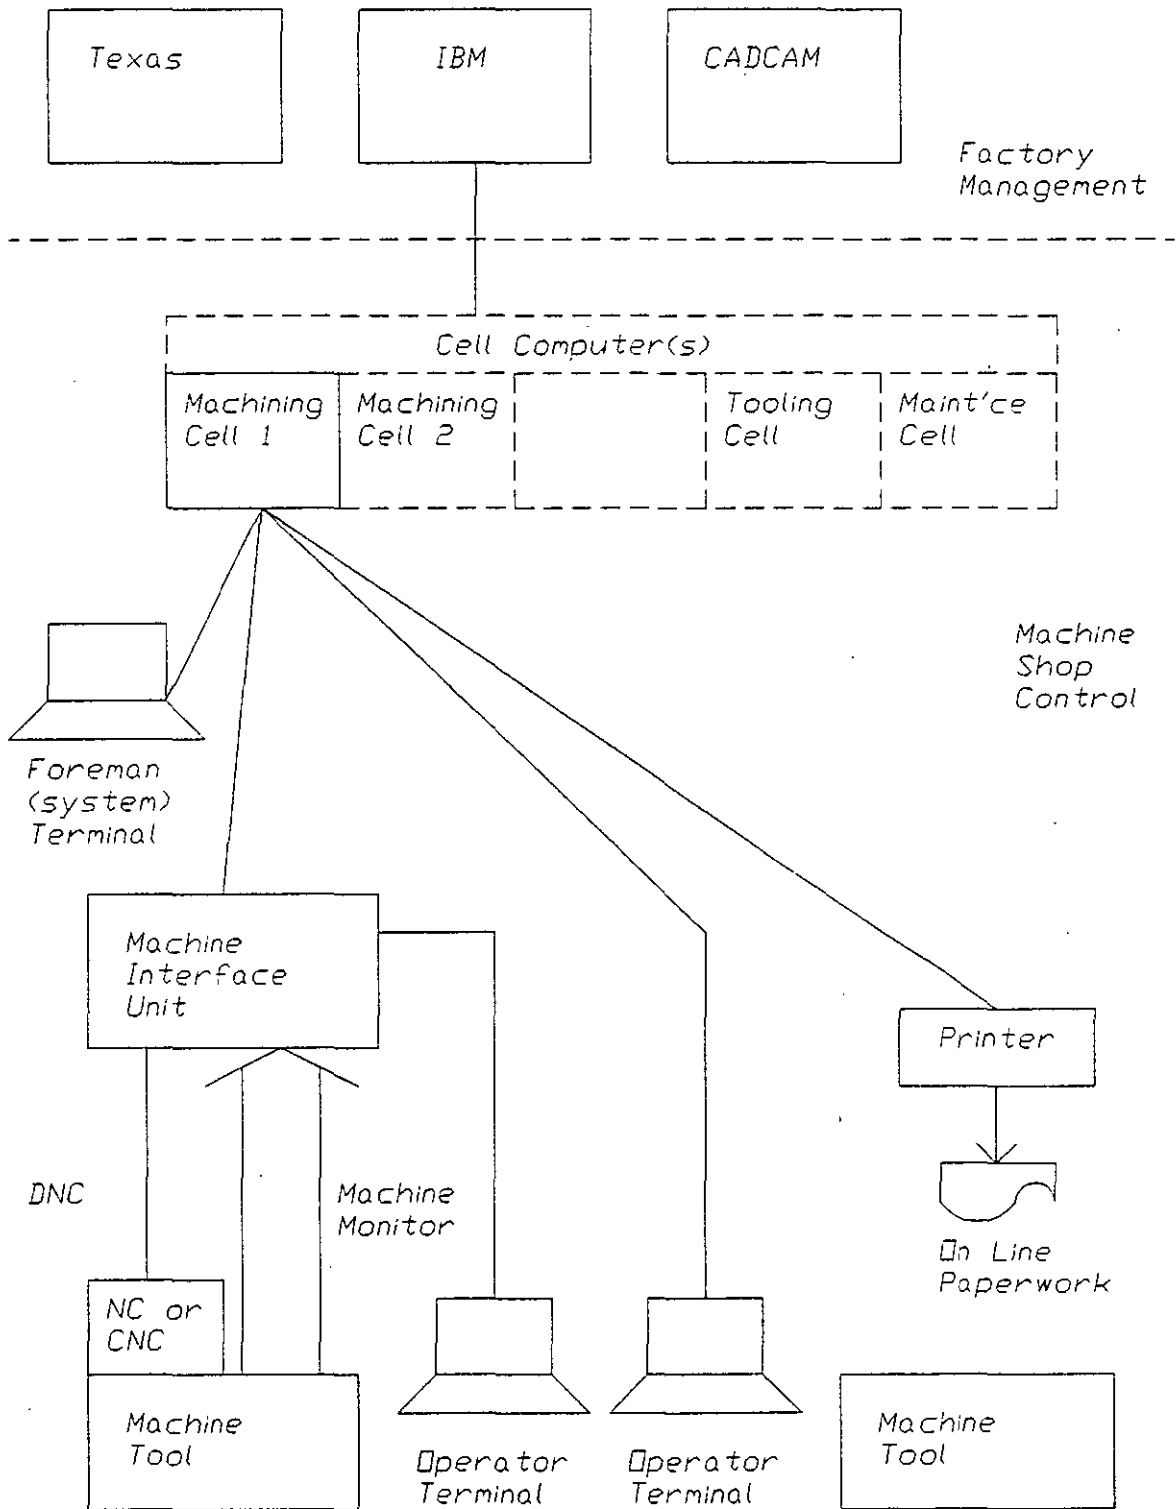 Texas
IBM
CADCAM
Factory
Management
Cell Computer(s)
Machining
Cell 1
Machining
Cell 2
Tooling
Cell
Maint'ce
Cell
Machine
Shop
Control
Foreman
(system)
Terminal
Machine
Interface
Unit
Printer
DNC
Machine
Monitor
On Line
Paperwork
NC or
CNC
Machine
Tool
Operator
Terminal
Operator
Terminal
Machine
Tool